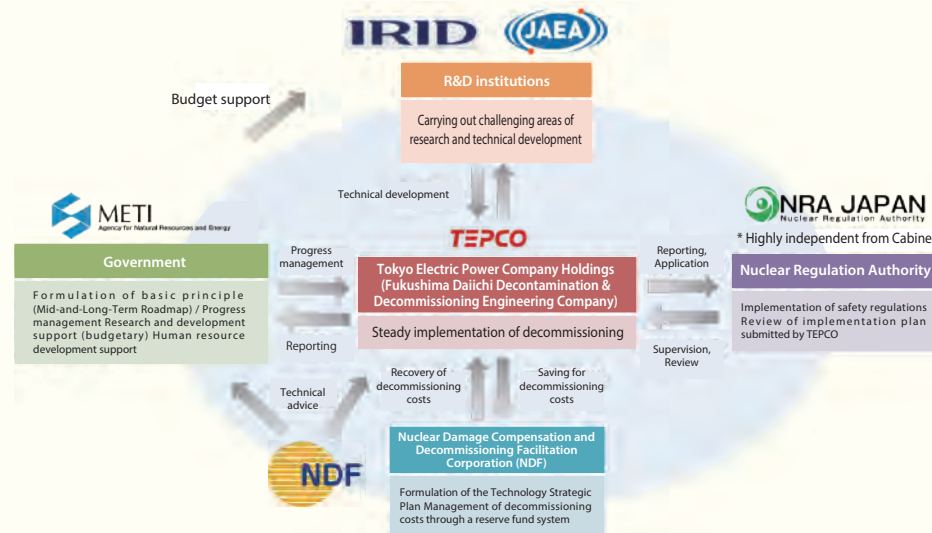 IRID
JAEA
R&D institutions
Carrying out challenging areas of
research and technical development
Budget support
Technical development
METI
Agency for Natural Resources and Energy
Government
Formulation of basic principle
(Mid-and-Long-Term Roadmap) / Progress
management Research and development
support (budgetary) Human resource
development support
Progress
management
Reporting
TEPCO
Tokyo Electric Power Company Holdings
(Fukushima Daiichi Decontamination &
Decommissioning Engineering Company)
Steady implementation of decommissioning
Reporting,
Application
Supervision,
Review
NRA JAPAN
Nuclear Regulation Authority
* Highly independent from Cabinet
Nuclear Regulation Authority
Implementation of safety regulations
Review of implementation plan
submitted by TEPCO
Technical
advice
Recovery of
decommissioning
costs
Saving for
decommissioning
costs
NDF
Nuclear Damage Compensation and
Decommissioning Facilitation
Corporation (NDF)
Formulation of the Technology Strategic
Plan Management of decommissioning
costs through a reserve fund system